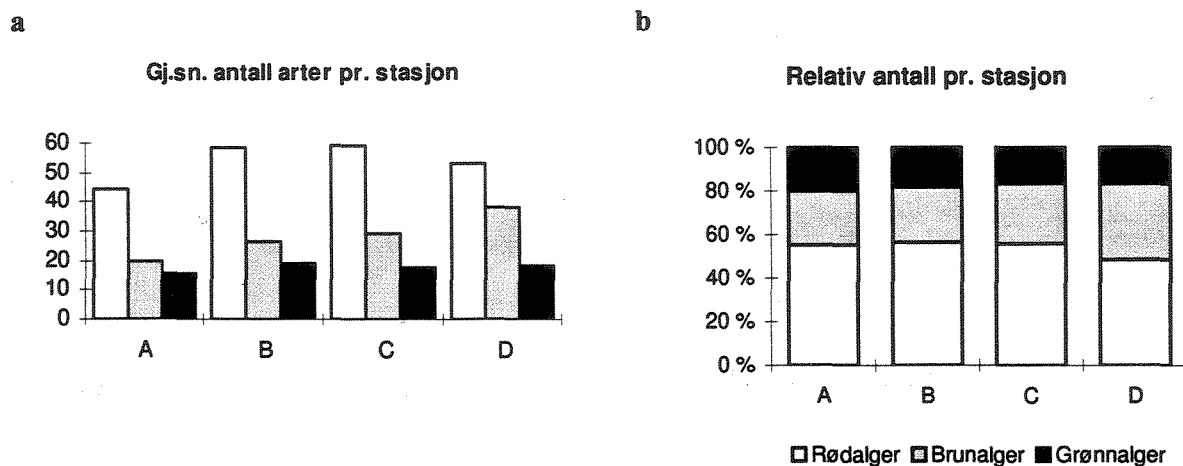 a
Gj.sn. antall arter pr. stasjon
60
50
40
30
20
10
0
A B C D
b
Relativ antall pr. stasjon
100 %
80 %
60 %
40 %
20 %
0 %
A B C D
Rødalger Brunalger Grønnalger